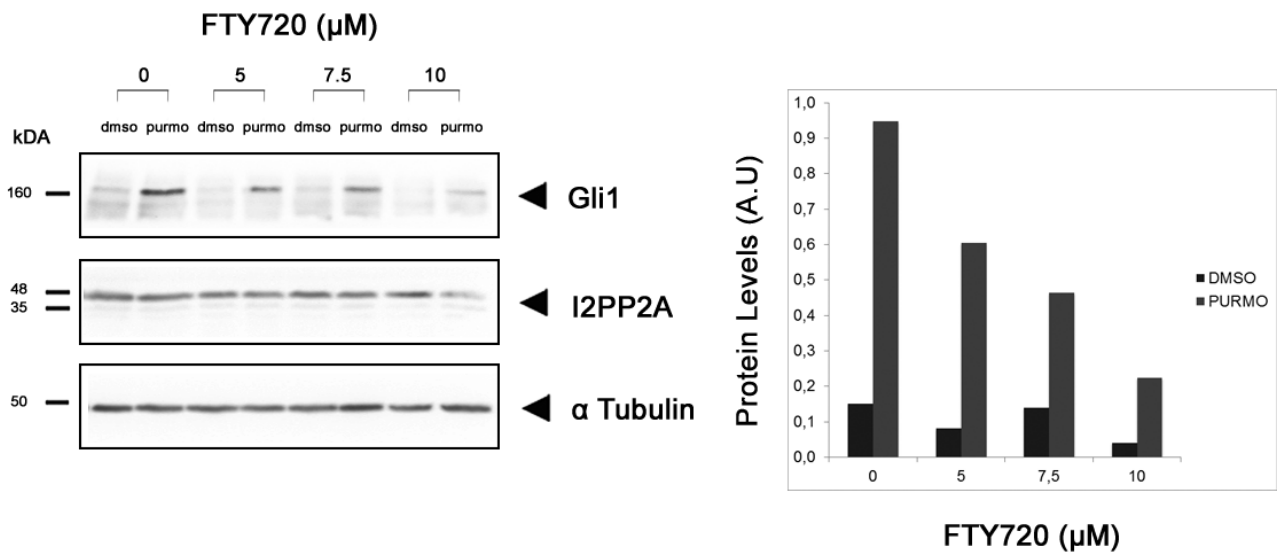 FTY720 (μM)
0 5 7.5 10
dmso purmo dmso purmo dmso purmo dmso purmo
kDA
160
Gli1
48
35
I2PP2A
50
α Tubulin
1,0
0,9
0,8
0,7
0,6
0,5
0,4
0,3
0,2
0,1
0,0
Protein Levels (A.U)
0 5 7,5 10
DMSO
PURMO
FTY720 (μM)